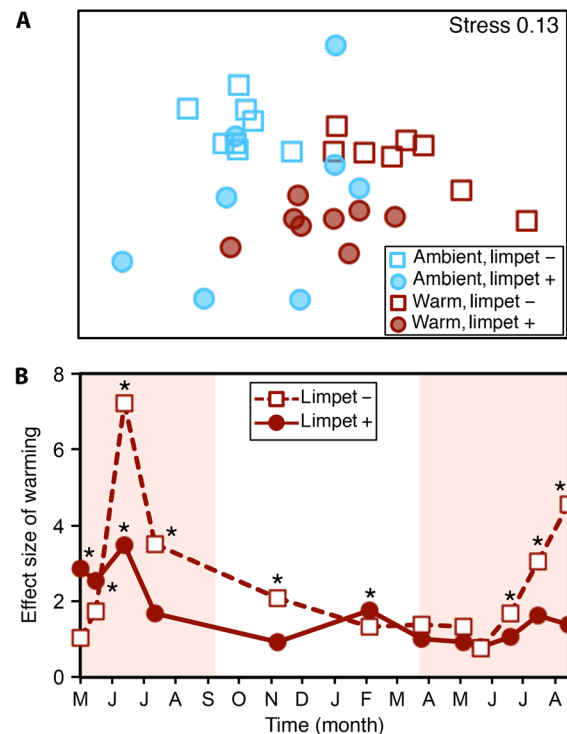 A
Stress 0.13
Ambient, limpet –
Ambient, limpet +
Warm, limpet –
Warm, limpet +
B
8
Limpet –
Limpet +
6
4
2
0
Effect size of warming
* * * * * * * * * *
M J J A S O N D J F M A M J J A
Time (month)